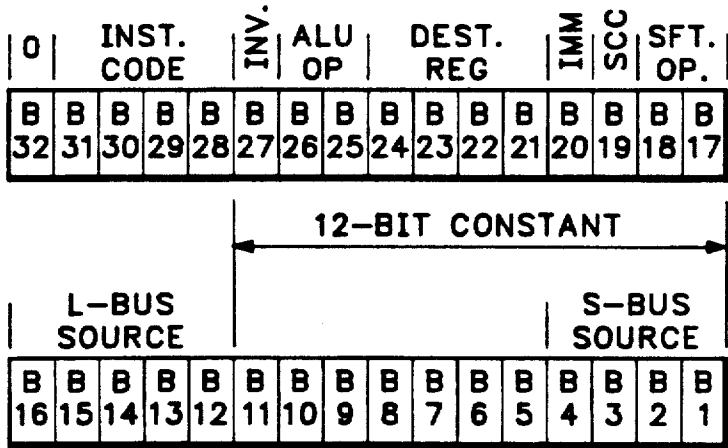 0 INST. CODE INV. ALU OP DEST. REG IMM SCC SFT. OP.
B B B B B B B B B B B B B B B B
32 31 30 29 28 27 26 25 24 23 22 21 20 19 18 17
12-BIT CONSTANT
L-BUS SOURCE S-BUS SOURCE
B B B B B B B B B B B B B B B B
16 15 14 13 12 11 10 9 8 7 6 5 4 3 2 1